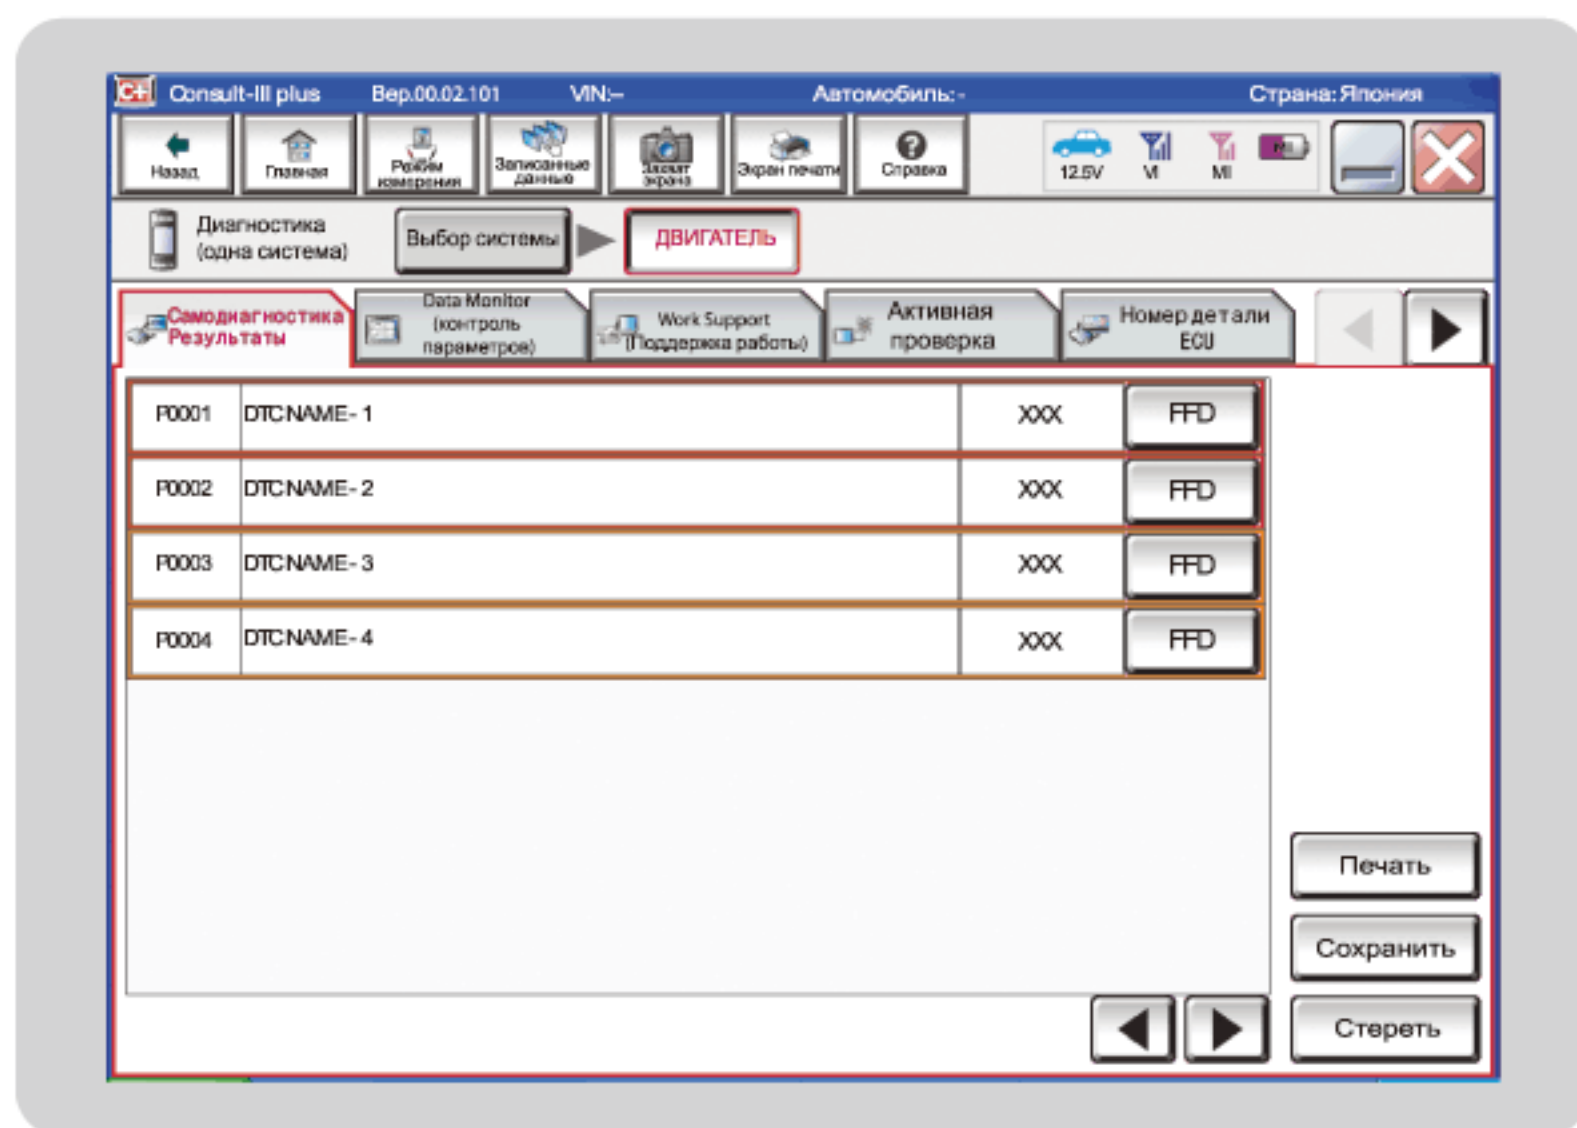 C+ Consult-III plus Вер.00.02.101 VIN:-- Автомобиль:- Страна: Япония
Назад
Главная
Режим
измерения
Записанные
данные
Захват
экрана
Экран печати
Справка
12.5V
VI
MI
Диагностика
(одна система)
Выбор системы
ДВИГАТЕЛЬ
Самодиагностика
Результаты
Data Monitor
(контроль
параметров)
Work Support
(Поддержка работы)
Активная
проверка
Номер детали
ECU
P0001 DTC NAME - 1 XXX FFD
P0002 DTC NAME - 2 XXX FFD
P0003 DTC NAME - 3 XXX FFD
P0004 DTC NAME - 4 XXX FFD
Печать
Сохранить
Стереть